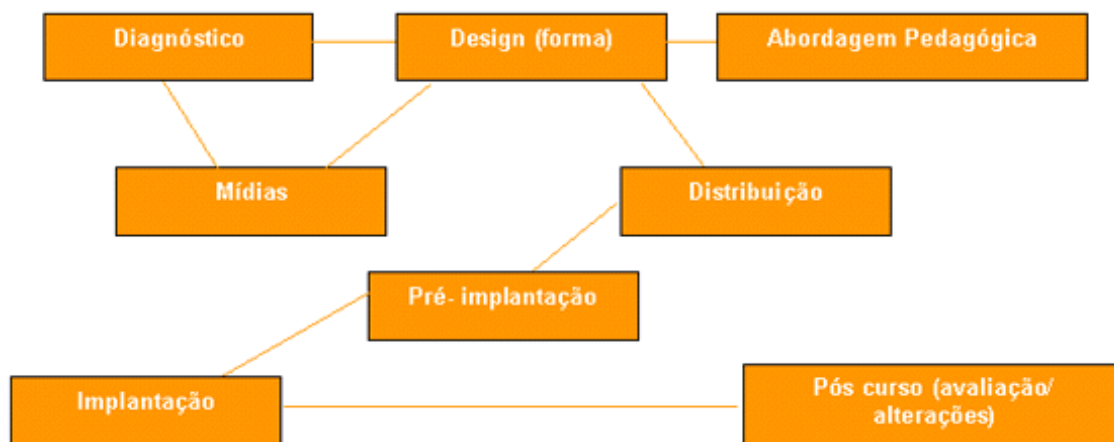 Diagnóstico
Design (forma)
Abordagem Pedagógica
Mídias
Distribuição
Pré- implantação
Implantação
Pós curso (avaliação/
alterações)